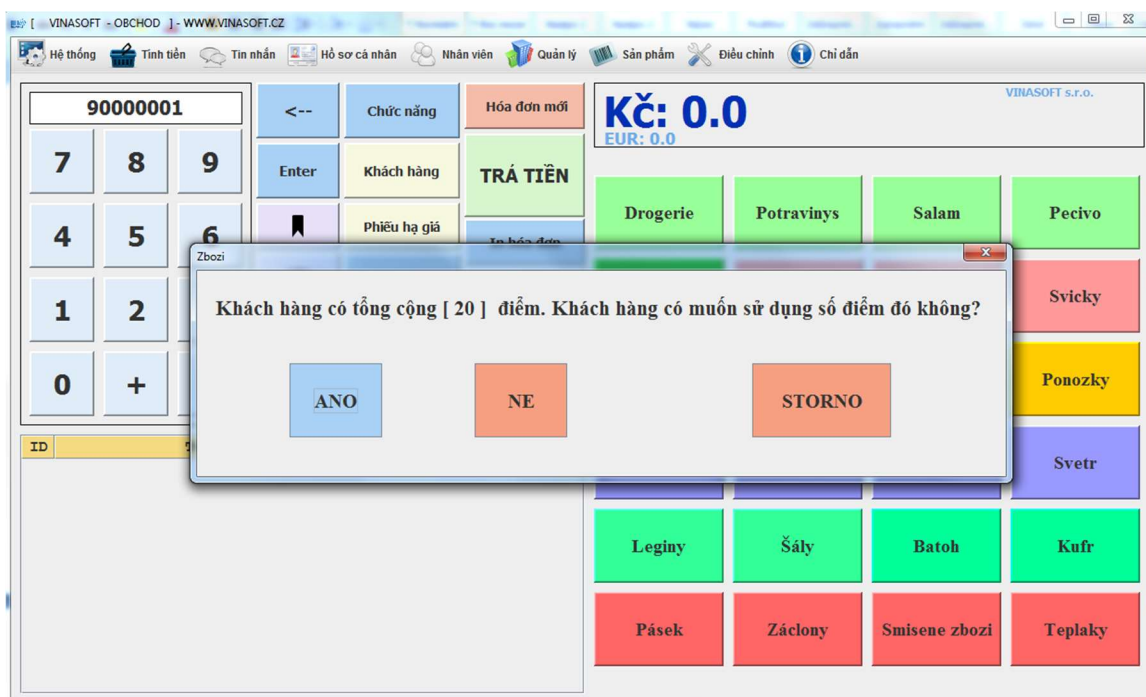 [ VINASOFT - OBCHOD ] - WWW.VINASOFT.CZ
Hệ thống Tính tiền Tin nhắn Hồ sơ cá nhân Nhân viên Quản lý Sản phẩm Điều chỉnh Chỉ dẫn
90000001
<-- Chức năng Hóa đơn mới
Kč: 0.0
EUR: 0.0
VINASOFT s.r.o.
7 8 9
Enter Khách hàng TRẢ TIỀN
4 5 6
Phiếu hạ giá In hóa đơn
Drogerie Potravinys Salam Pecivo
Zbozi
Khách hàng có tổng cộng [ 20 ] điểm. Khách hàng có muốn sử dụng số điểm đó không?
ANO NE STORNO
1 2
0 +
Svicky
Ponozky
ID
Svetr
Leginy Šály Batoh Kufr
Pásek Záclony Smisene zbozi Teplaky